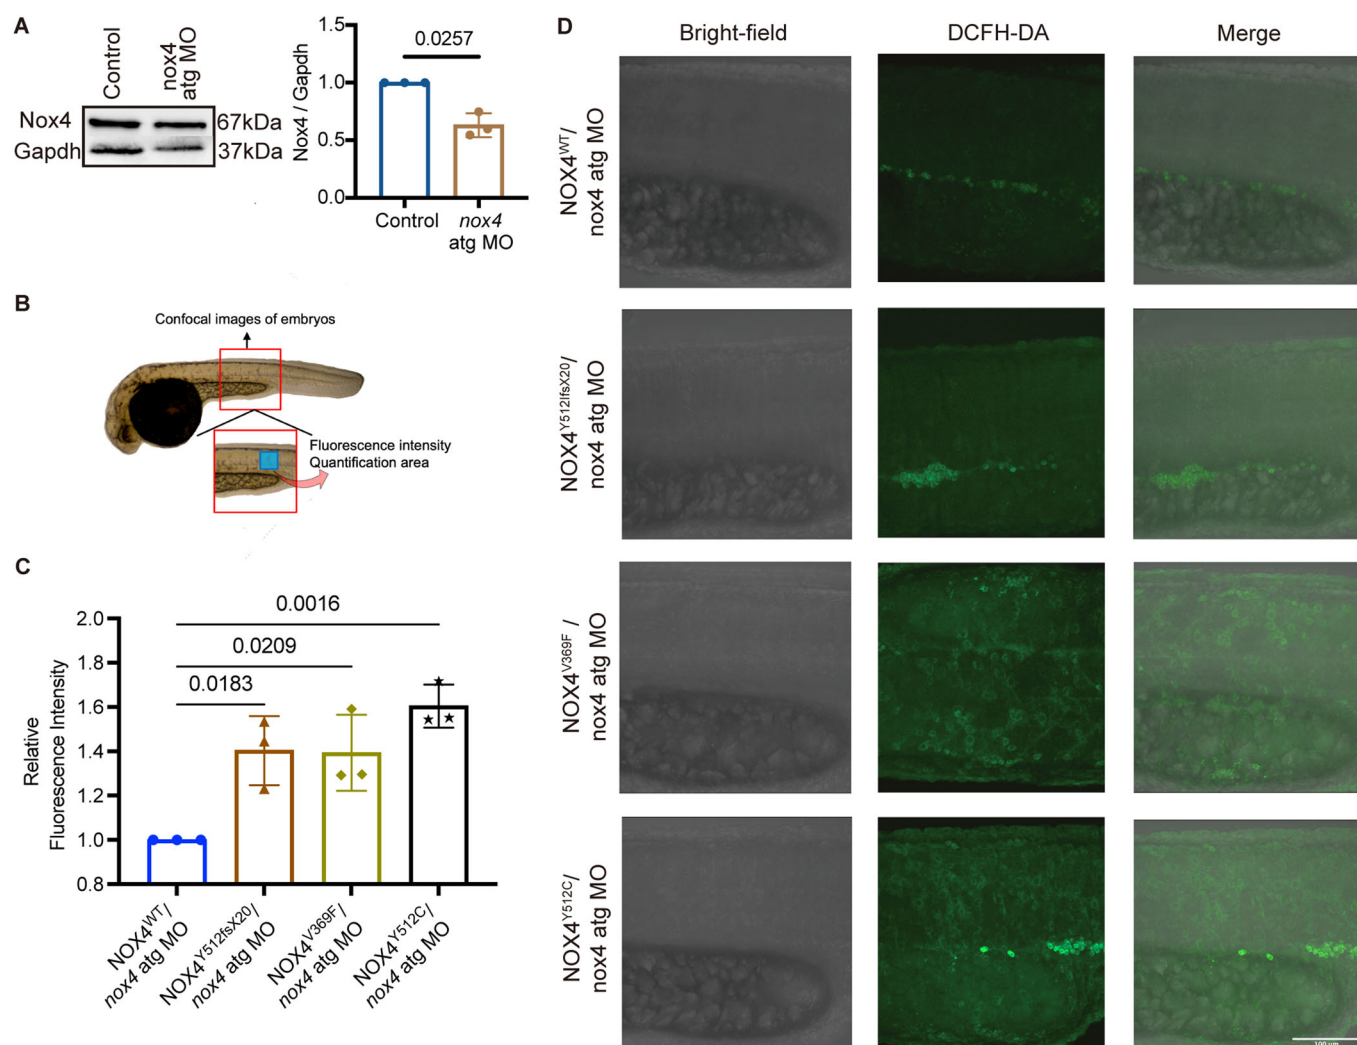 A
Control
nox4
atg MO
Nox4
67kDa
Gapdh
37kDa
Nox4 / Gapdh
1.5
1.0
0.5
0.0
0.0257
Control
nox4
atg MO
B
Confocal images of embryos
Fluorescence intensity
Quantification area
C
Relative
Fluorescence Intensity
2.0
1.8
1.6
1.4
1.2
1.0
0.8
0.0016
0.0209
0.0183
NOX4WT/
nox4 atg MO
NOX4Y512fsX20/
nox4 atg MO
NOX4V369F/
nox4 atg MO
NOX4Y512C/
nox4 atg MO
D
Bright-field
DCFH-DA
Merge
NOX4WT/
nox4 atg MO
NOX4Y512IfsX20/
nox4 atg MO
NOX4V369F /
nox4 atg MO
NOX4Y512C/
nox4 atg MO
100 um